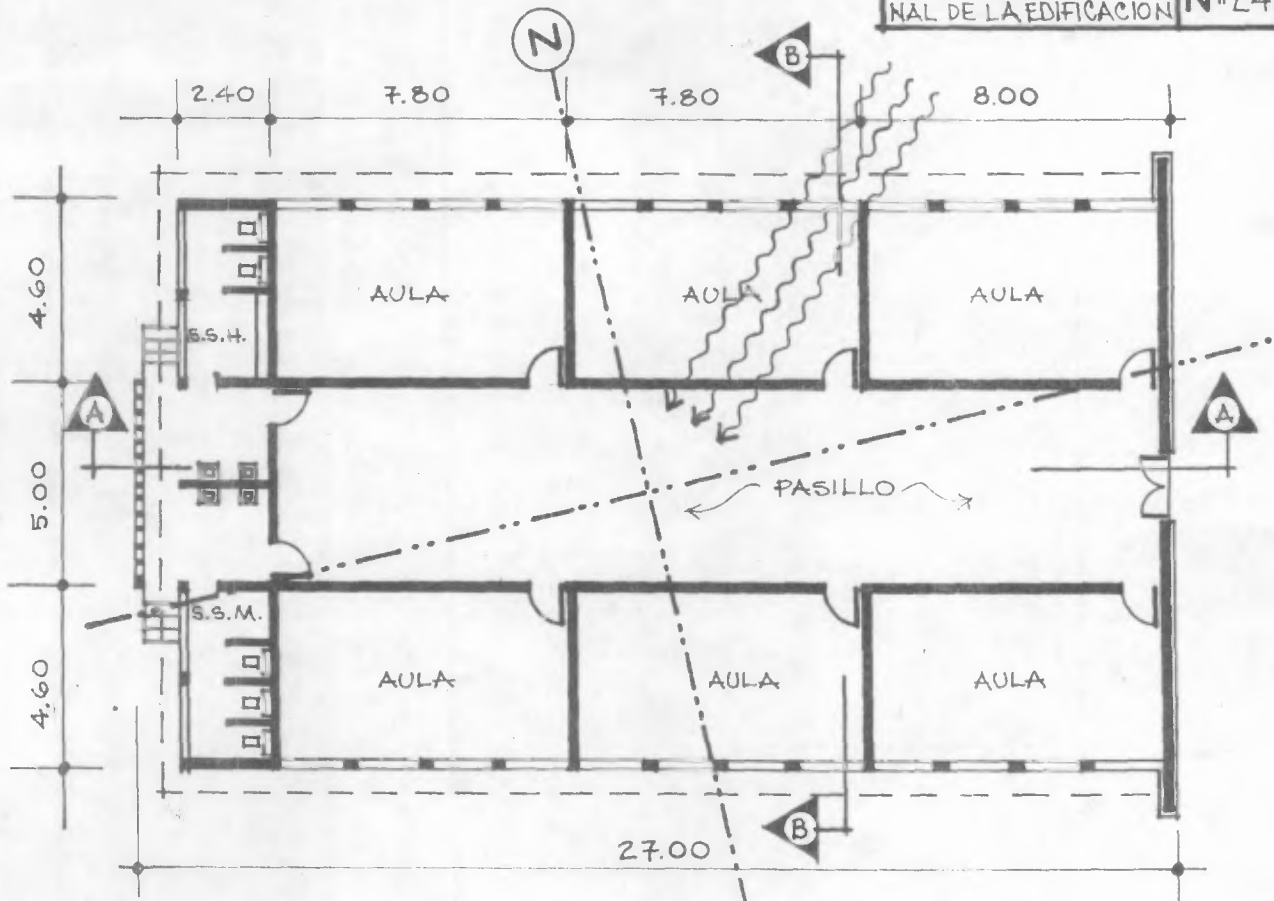 NAL DE LA EDIFICACION
Nº 24
N
B
2.40 7.80 7.80 8.00
4.60
AULA AULA AULA
S.S.H.
A
A
5.00
PASILLO
S.S.M.
4.60
AULA AULA AULA
B
27.00